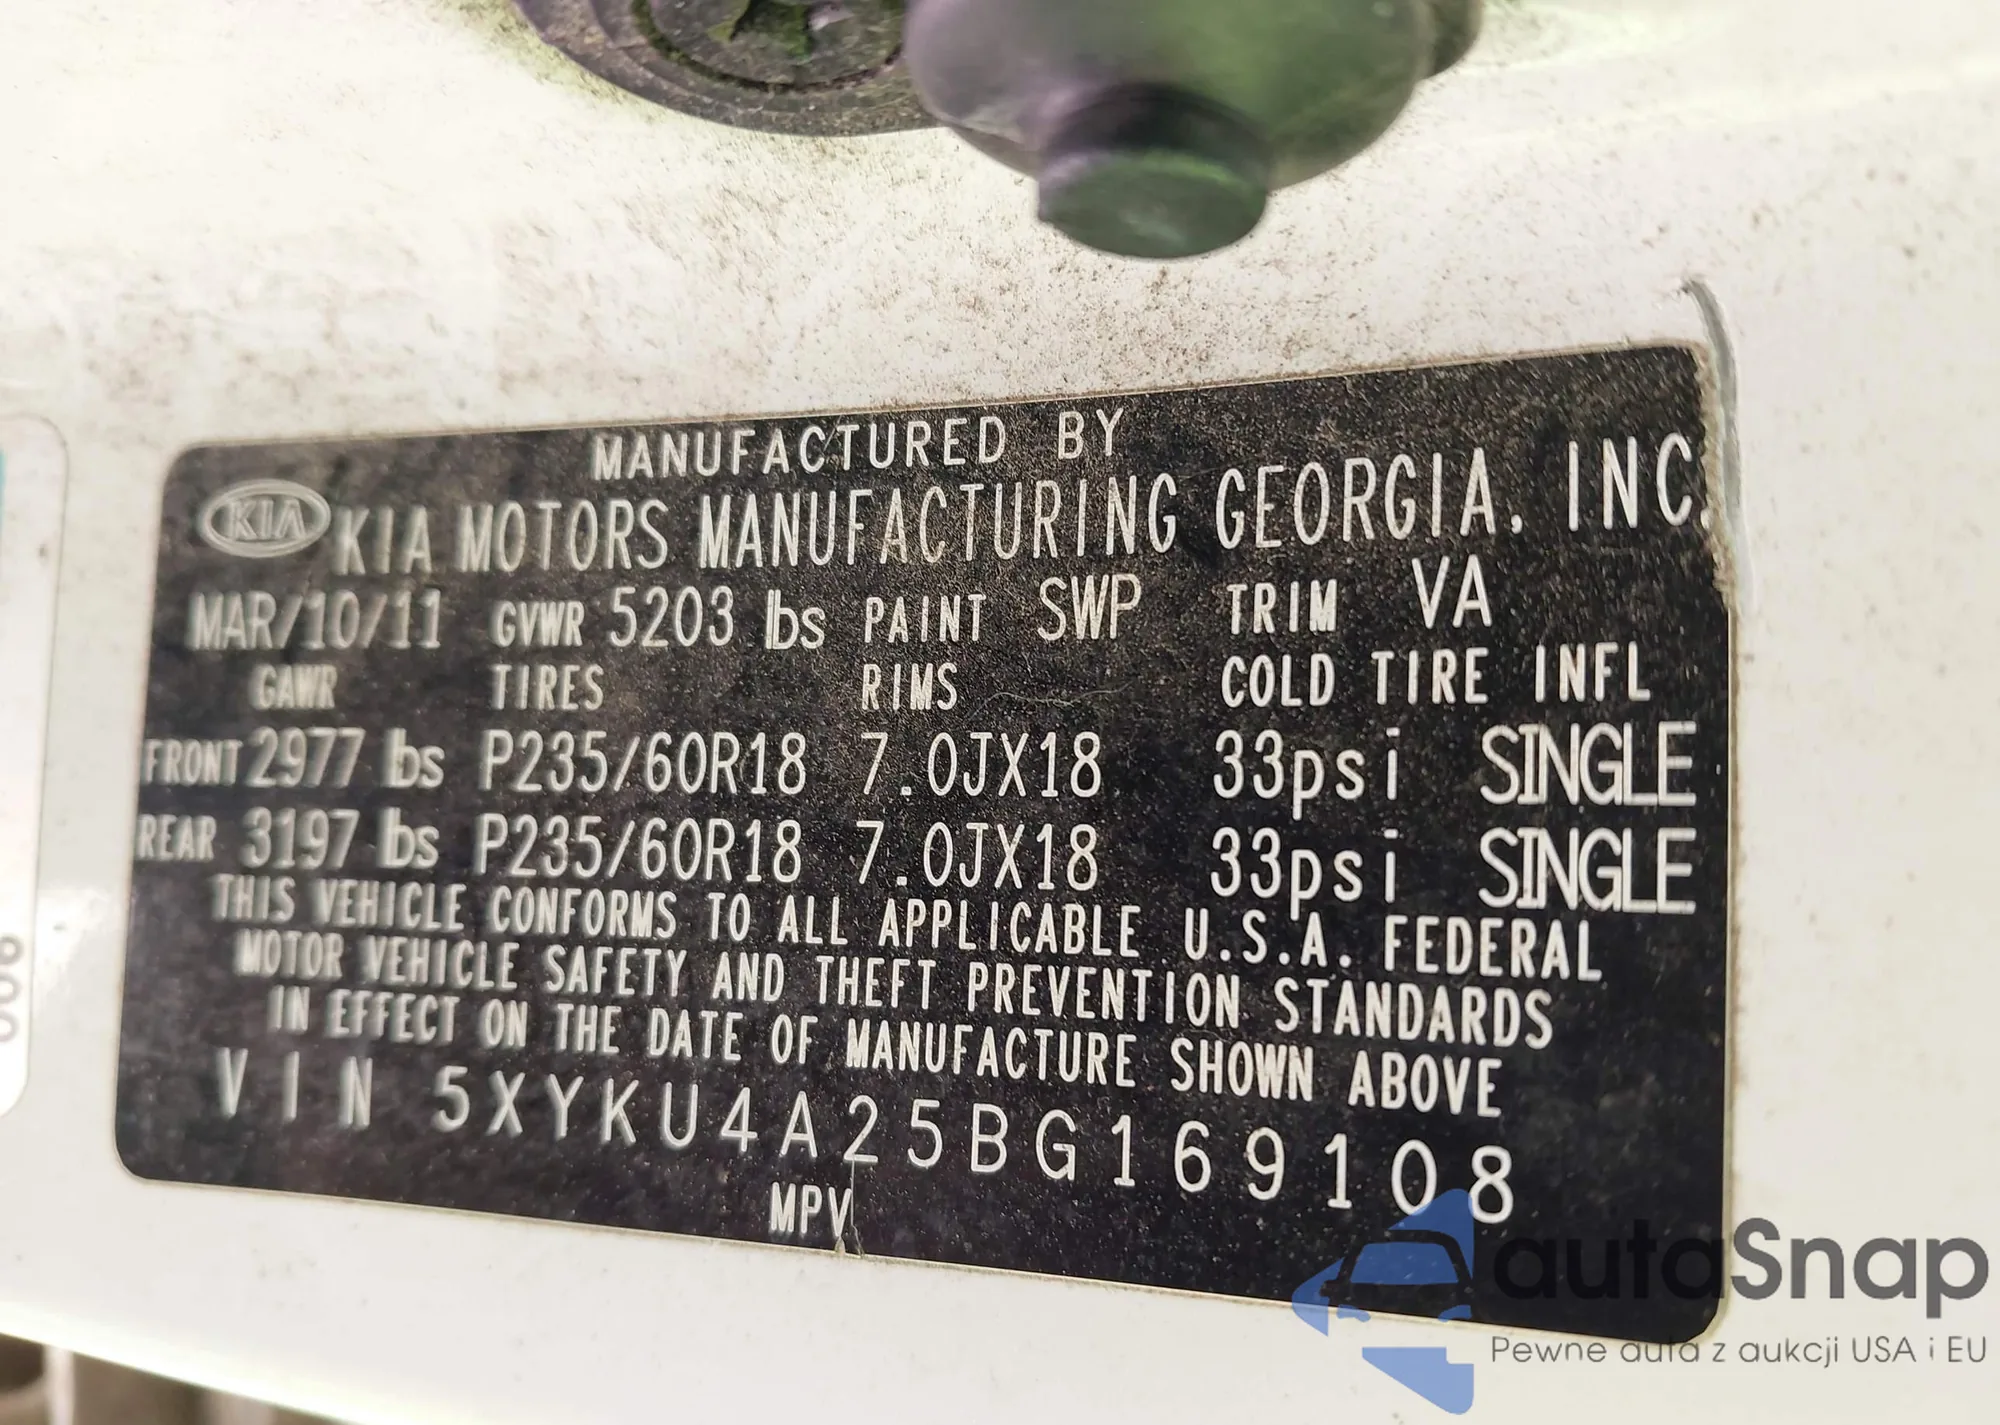 MANUFACTURED BY
KIA KIA MOTORS MANUFACTURING GEORGIA, INC.
MAR/10/11 GVWR 5203 lbs PAINT SWP TRIM VA
GAWR TIRES RIMS COLD TIRE INFL
FRONT 2977 lbs P235/60R18 7.0JX18 33psi SINGLE
REAR 3197 lbs P235/60R18 7.0JX18 33psi SINGLE
THIS VEHICLE CONFORMS TO ALL APPLICABLE U.S.A. FEDERAL
MOTOR VEHICLE SAFETY AND THEFT PREVENTION STANDARDS
IN EFFECT ON THE DATE OF MANUFACTURE SHOWN ABOVE
VIN 5XYKU4A25BG169108
MPV
autaSnap
Pewne auta z aukcji USA i EU